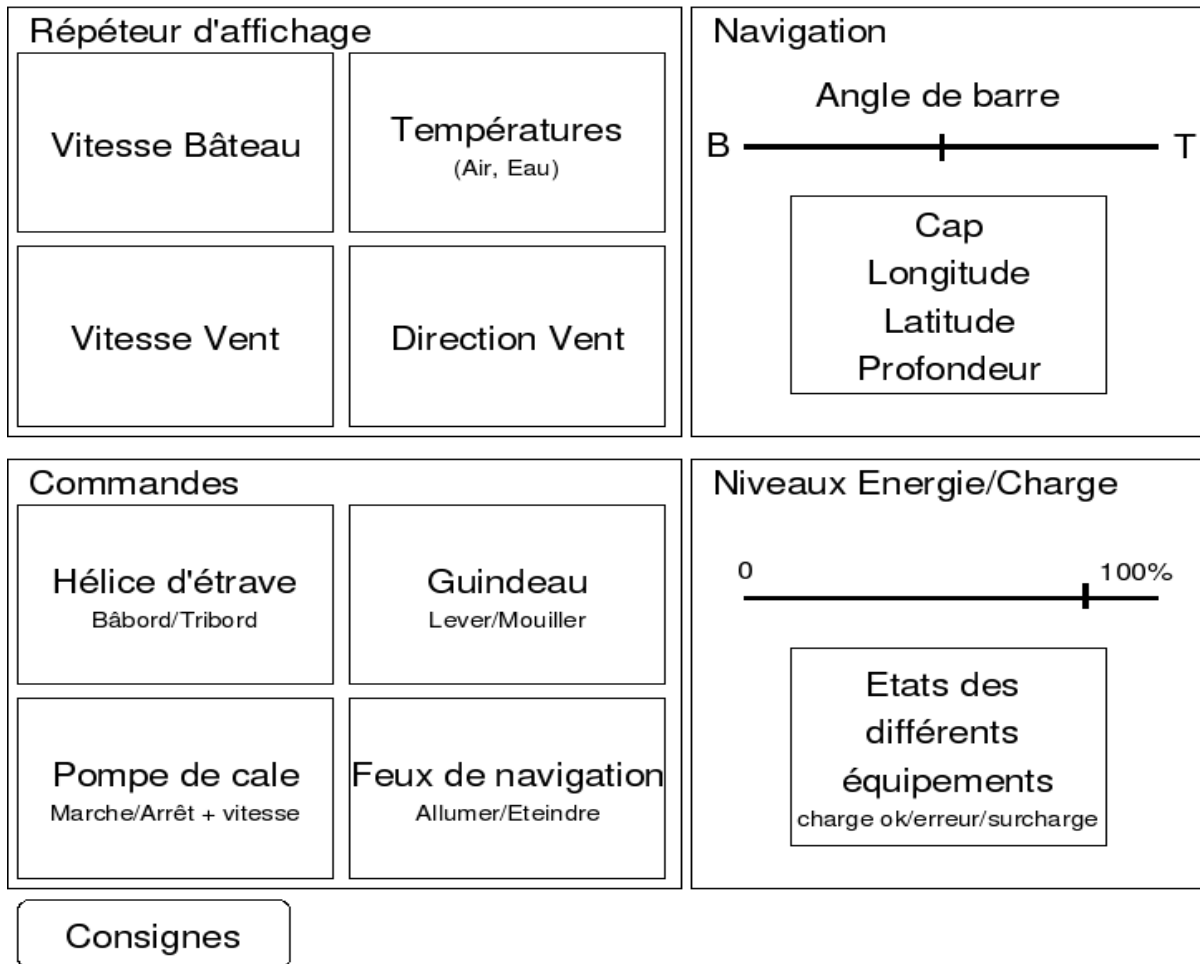 Répéteur d'affichage
Vitesse Bâteau
Températures
(Air, Eau)
Vitesse Vent
Direction Vent
Navigation
Angle de barre
B
T
Cap
Longitude
Latitude
Profondeur
Commandes
Hélice d'étrave
Bâbord/Tribord
Guindeau
Lever/Mouiller
Pompe de cale
Marche/Arrêt + vitesse
Feux de navigation
Allumer/Eteindre
Niveaux Energie/Charge
0
100%
Etats des
différents
équipements
charge ok/erreur/surcharge
Consignes